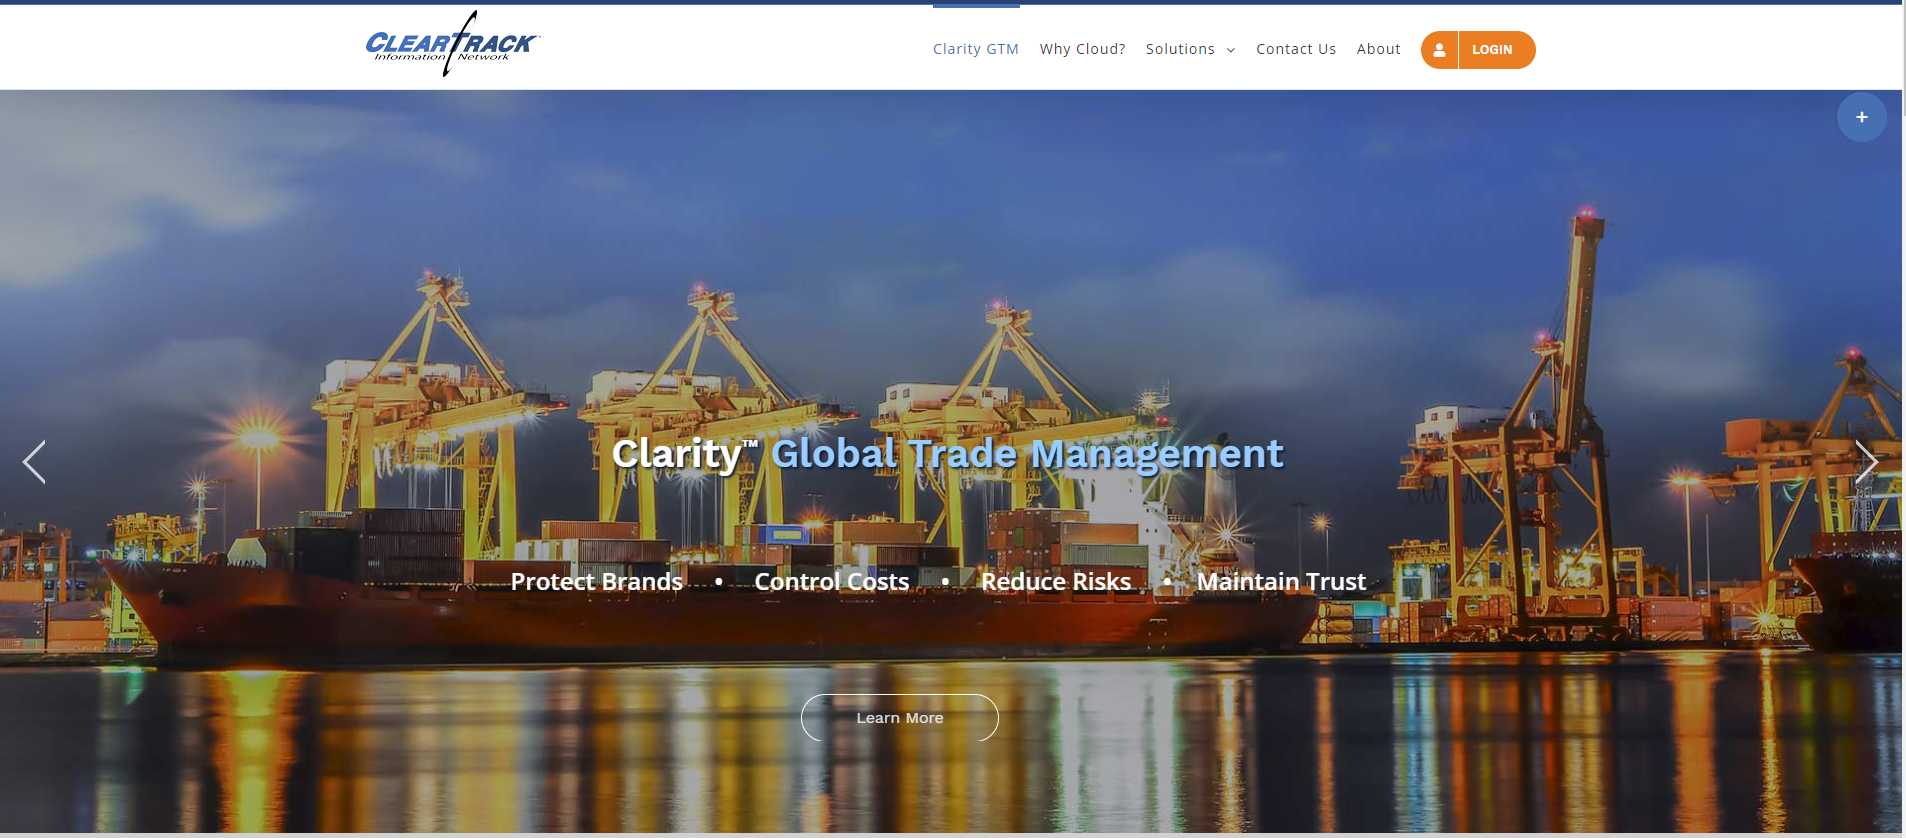 CLEARTRACK
Information Network
Clarity GTM
Why Cloud?
Solutions
Contact Us
About
LOGIN
+
Clarity™ Global Trade Management
Protect Brands • Control Costs • Reduce Risks • Maintain Trust
Learn More